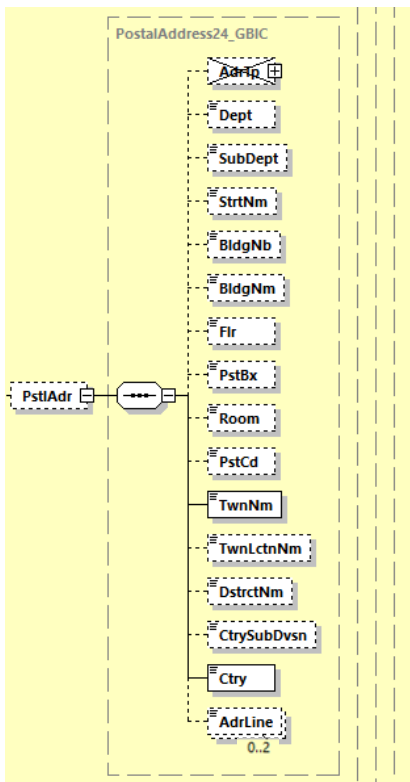 PostalAddress24_GBIC
AdrTp
Dept
SubDept
StrtNm
BldgNb
BldgNm
Flr
PstBx
PstlAdr
Room
PstCd
TwnNm
TwnLctnNm
DstrctNm
CtrySubDvsn
Ctry
AdrLine
0..2